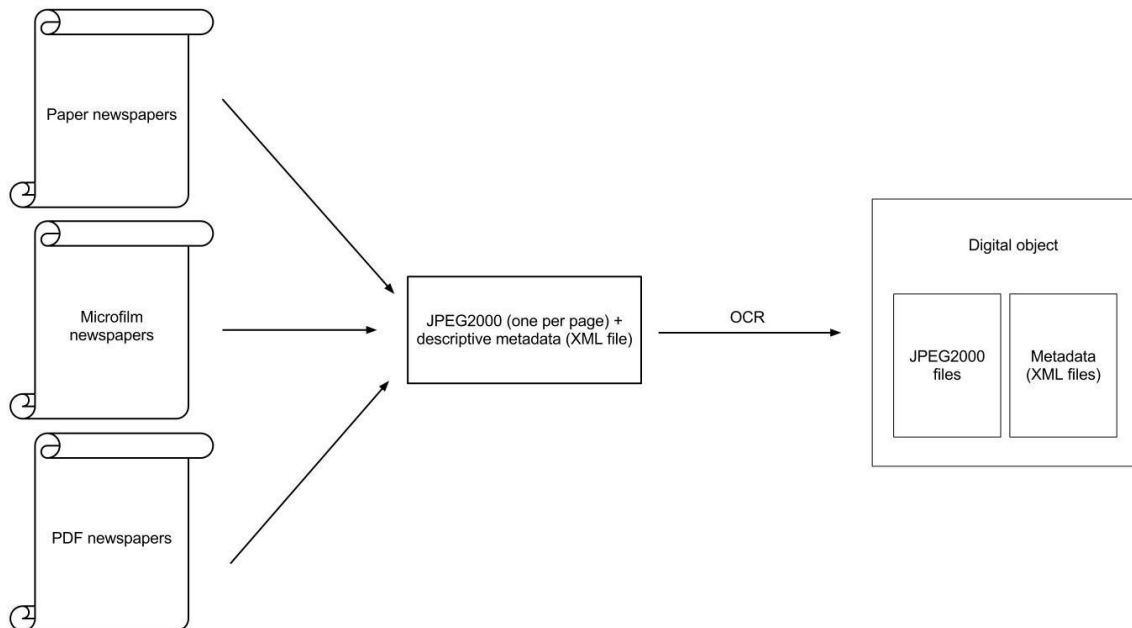 Paper newspapers
Microfilm
newspapers
PDF newspapers
JPEG2000 (one per page) +
descriptive metadata (XML file)
OCR
Digital object
JPEG2000
files
Metadata
(XML files)